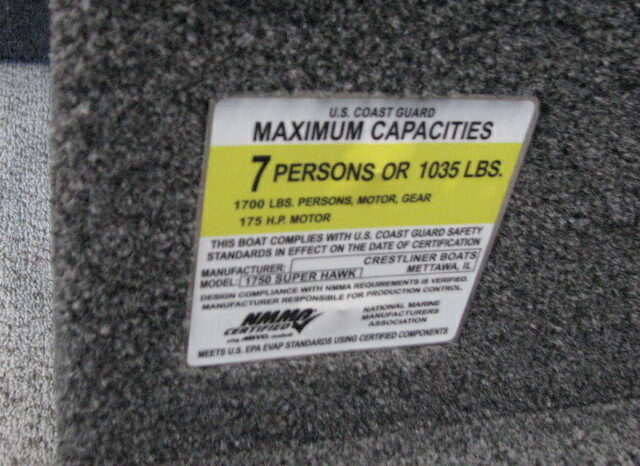 U.S. COAST GUARD
MAXIMUM CAPACITIES
7 PERSONS OR 1035 LBS.
1700 LBS. PERSONS, MOTOR, GEAR
175 H.P. MOTOR
THIS BOAT COMPLIES WITH U.S. COAST GUARD SAFETY
STANDARDS IN EFFECT ON THE DATE OF CERTIFICATION
MANUFACTURER: CRESTLINER BOATS
METTAWA, IL
MODEL: 1750 SUPER HAWK
DESIGN COMPLIANCE WITH NMMA REQUIREMENTS IS VERIFIED.
MANUFACTURER RESPONSIBLE FOR PRODUCTION CONTROL.
NMMA
CERTIFIED
using ABYC standards
NATIONAL MARINE
MANUFACTURERS
ASSOCIATION
MEETS U.S. EPA EVAP STANDARDS USING CERTIFIED COMPONENTS